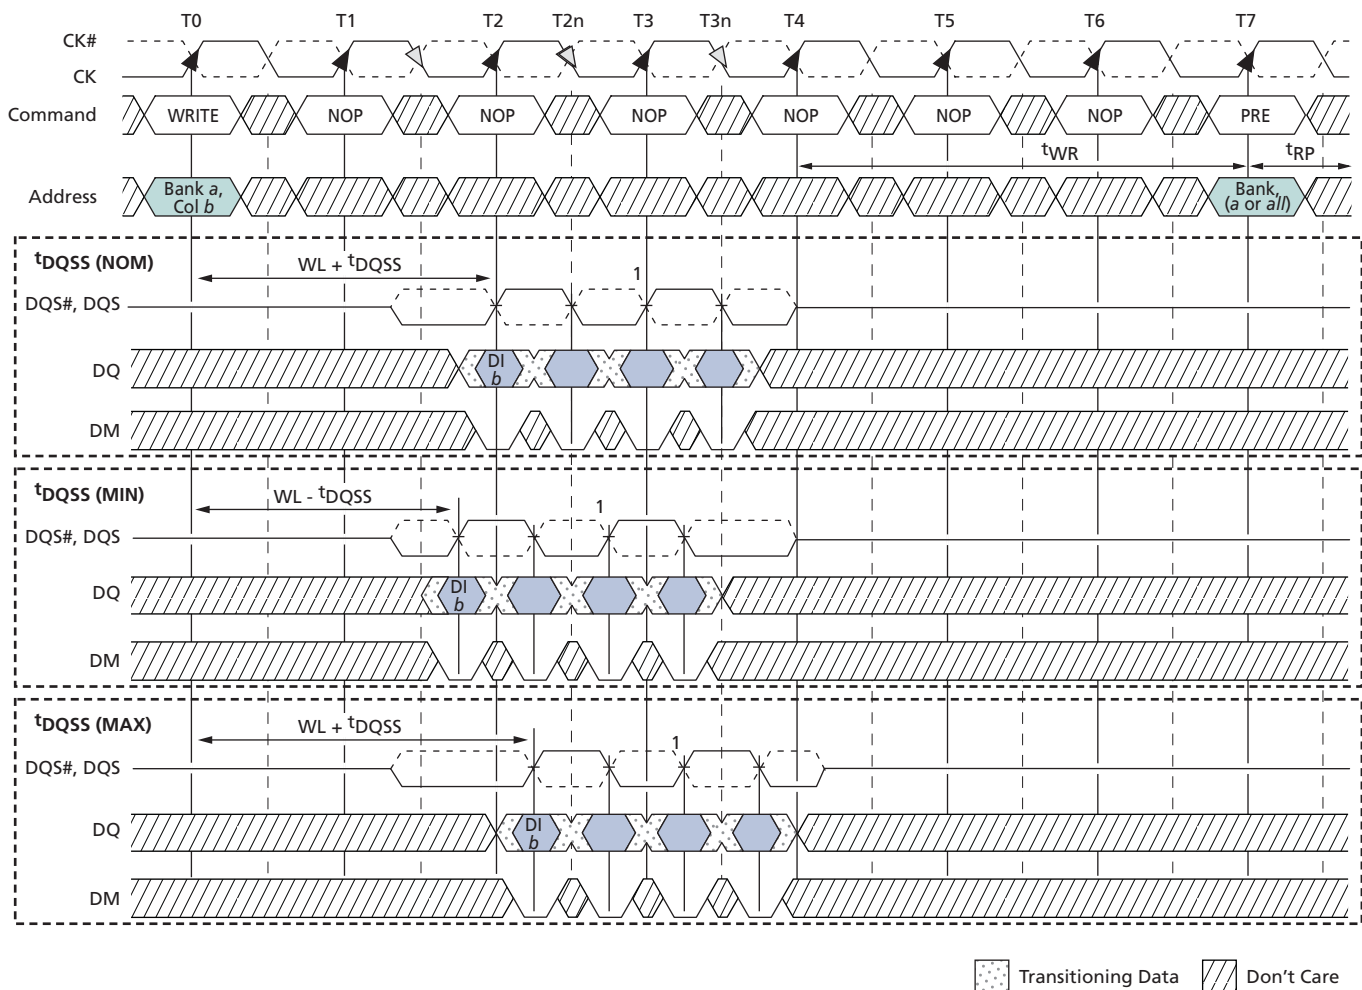 T0 T1 T2 T2n T3 T3n T4 T5 T6 T7
CK#
CK
Command WRITE NOP NOP NOP NOP NOP NOP PRE
tWR tRP
Address Bank a, Col b Bank, (a or all)
tDQSS (NOM)
WL + tDQSS 1
DQS#, DQS
DQ DI b
DM
tDQSS (MIN)
WL - tDQSS 1
DQS#, DQS
DQ DI b
DM
tDQSS (MAX)
WL + tDQSS 1
DQS#, DQS
DQ DI b
DM
Transitioning Data Don't Care